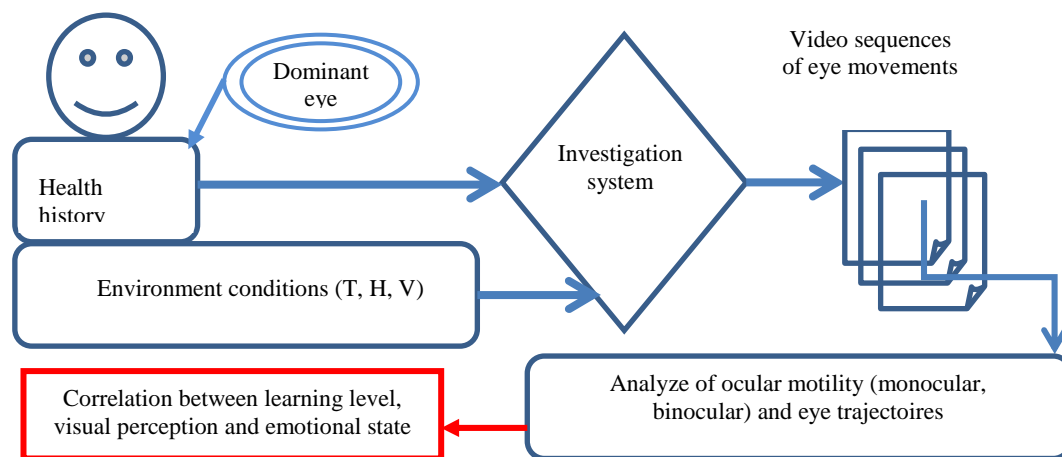 Dominant
eye
Video sequences
of eye movements
Investigation
system
Health
history
Environment conditions (T, H, V)
Analyze of ocular motility (monocular,
binocular) and eye trajectoires
Correlation between learning level,
visual perception and emotional state